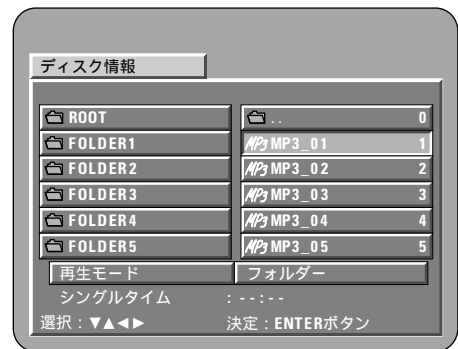 ディスク情報
ROOT
FOLDER1
FOLDER2
FOLDER3
FOLDER4
FOLDER5
.. 0
MP3 MP3_01 1
MP3 MP3_02 2
MP3 MP3_03 3
MP3 MP3_04 4
MP3 MP3_05 5
再生モード フォルダー
シングルタイム : --:--
選択：▼▲◀▶ 決定：ENTERボタン